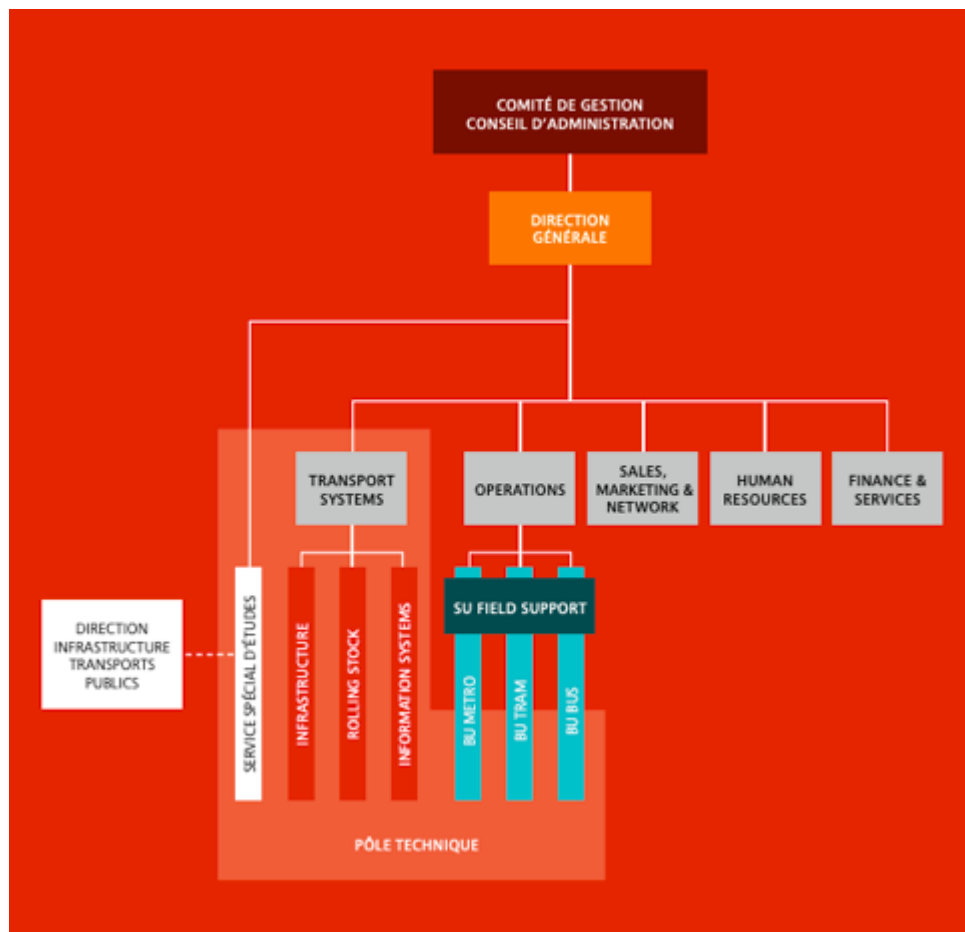 COMITÉ DE GESTION
CONSEIL D'ADMINISTRATION
DIRECTION
GÉNÉRALE
TRANSPORT
SYSTEMS
OPERATIONS
SALES,
MARKETING &
NETWORK
HUMAN
RESOURCES
FINANCE &
SERVICES
DIRECTION
INFRASTRUCTURE
TRANSPORTS
PUBLICS
SERVICE SPÉCIAL D'ÉTUDES
INFRASTRUCTURE
ROLLING STOCK
INFORMATION SYSTEMS
SU FIELD SUPPORT
BU METRO
BU TRAM
BU BUS
PÔLE TECHNIQUE